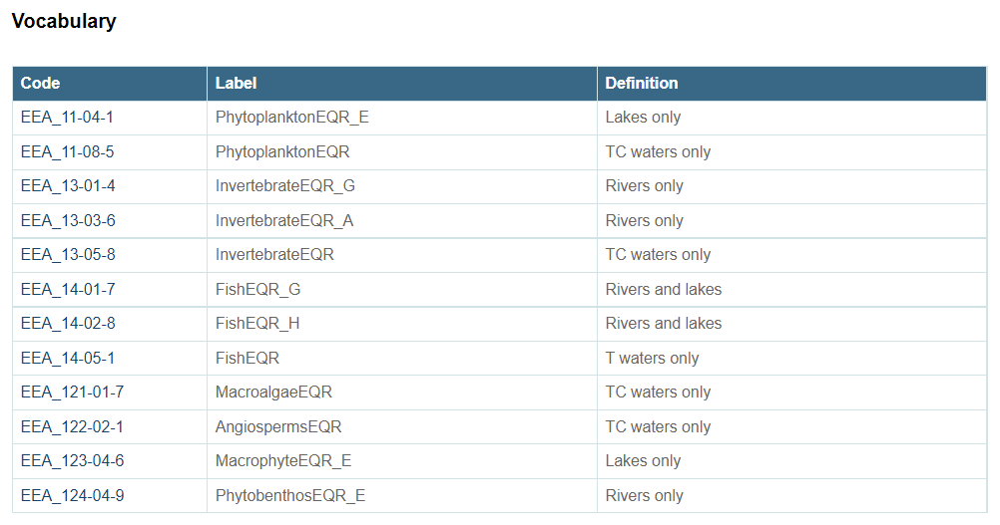 Vocabulary
Code Label Definition
EEA_11-04-1 PhytoplanktonEQR_E Lakes only
EEA_11-08-5 PhytoplanktonEQR TC waters only
EEA_13-01-4 InvertebrateEQR_G Rivers only
EEA_13-03-6 InvertebrateEQR_A Rivers only
EEA_13-05-8 InvertebrateEQR TC waters only
EEA_14-01-7 FishEQR_G Rivers and lakes
EEA_14-02-8 FishEQR_H Rivers and lakes
EEA_14-05-1 FishEQR T waters only
EEA_121-01-7 MacroalgaeEQR TC waters only
EEA_122-02-1 AngiospermsEQR TC waters only
EEA_123-04-6 MacrophyteEQR_E Lakes only
EEA_124-04-9 PhytobenthosEQR_E Rivers only